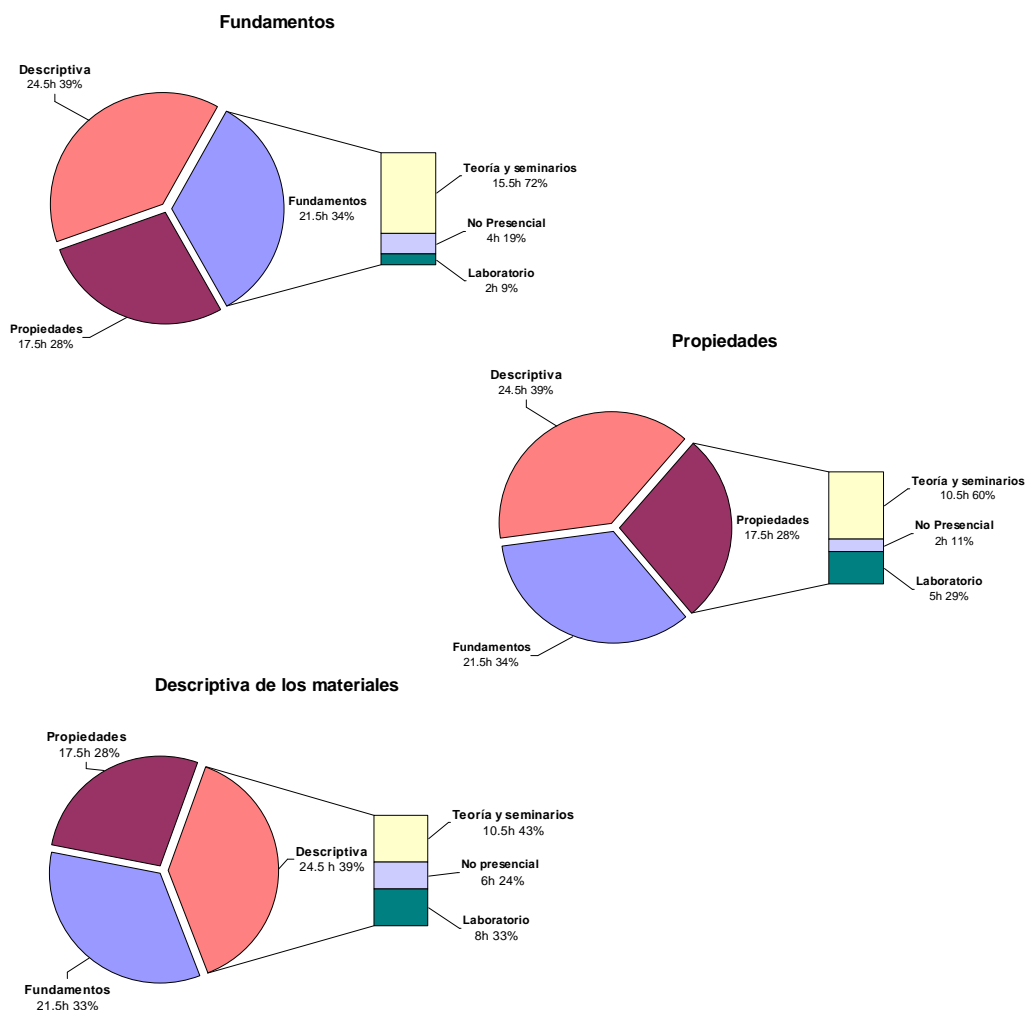 Fundamentos
Descriptiva
24.5h 39%
Teoría y seminarios
15.5h 72%
Fundamentos
21.5h 34%
No Presencial
4h 19%
Laboratorio
2h 9%
Propiedades
17.5h 28%
Propiedades
Descriptiva
24.5h 39%
Teoría y seminarios
10.5h 60%
Propiedades
17.5h 28%
No Presencial
2h 11%
Laboratorio
5h 29%
Fundamentos
21.5h 34%
Descriptiva de los materiales
Propiedades
17.5h 28%
Teoría y seminarios
10.5h 43%
Descriptiva
24.5 h 39%
No presencial
6h 24%
Laboratorio
8h 33%
Fundamentos
21.5h 33%